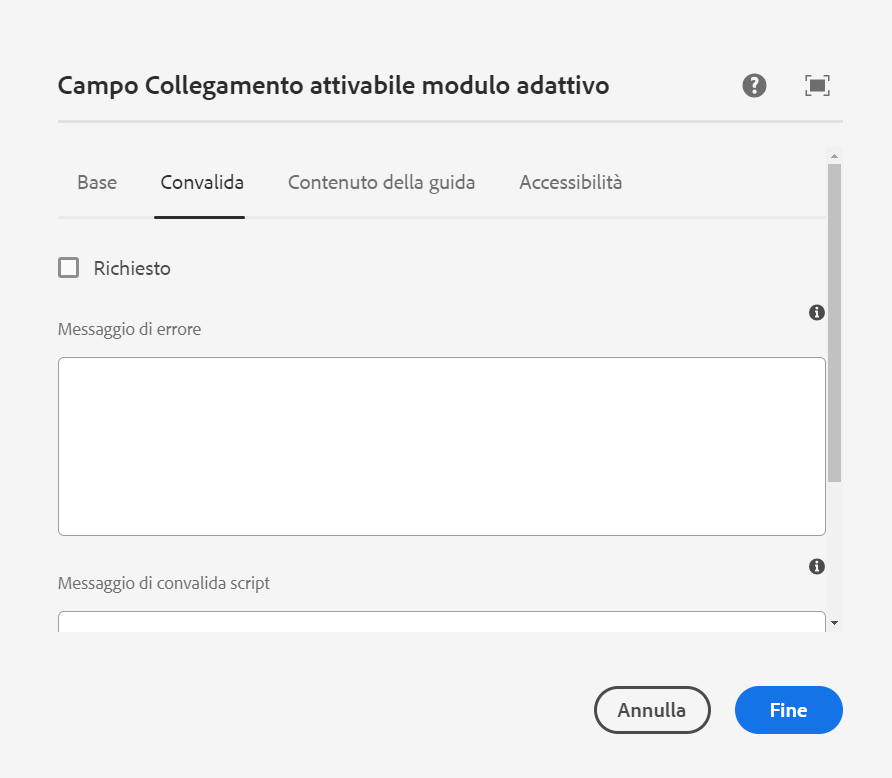 Campo Collegamento attivabile modulo adattivo
Base Convalida Contenuto della guida Accessibilità
Richiesto
Messaggio di errore
Messaggio di convalida script
Annulla Fine